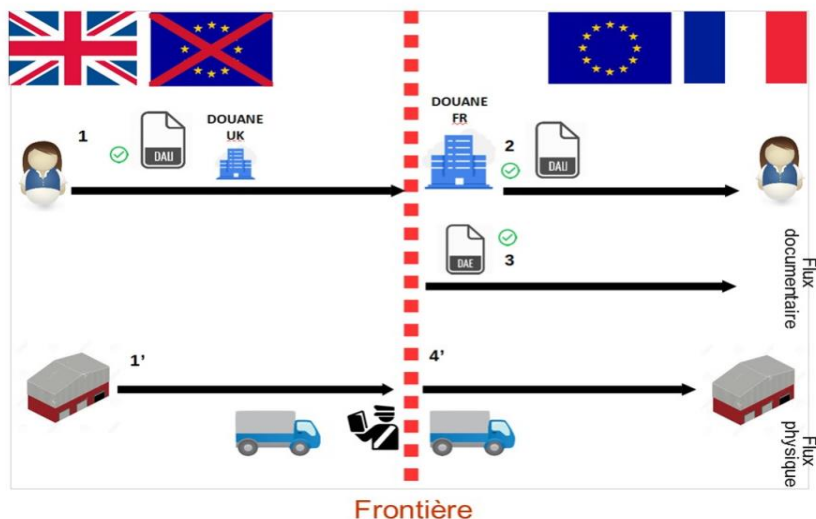 DOUANE
UK
1
DAU
DOUANE
FR
2
DAU
DAE
3
Flux
documentaire
1’
4’
Flux
physique
Frontière